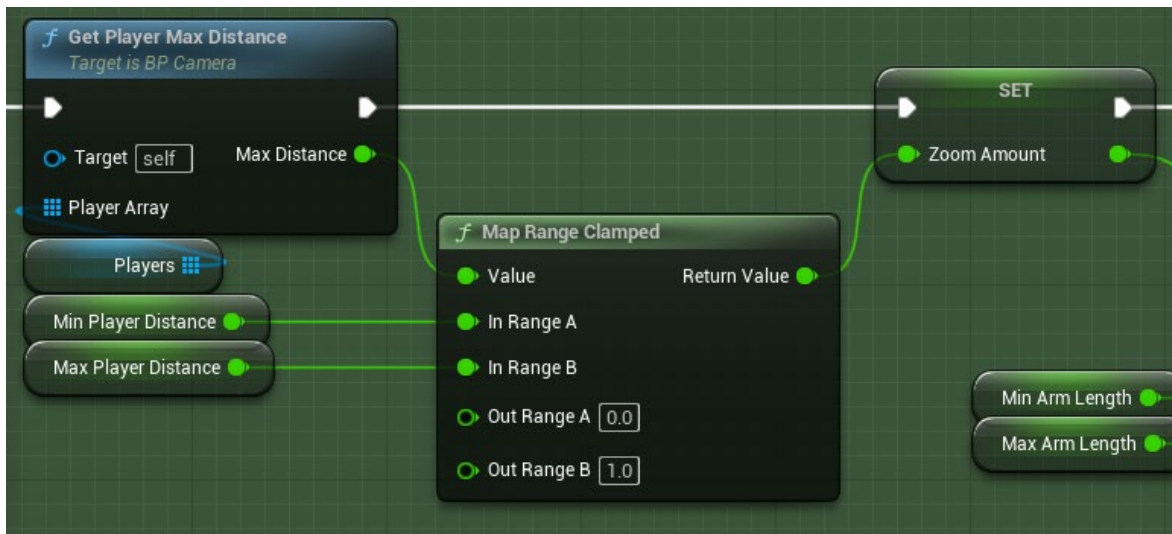 Get Player Max Distance
Target is BP Camera
Target self
Max Distance
Player Array
Players
Min Player Distance
Max Player Distance
Map Range Clamped
Value
Return Value
In Range A
In Range B
Out Range A 0.0
Out Range B 1.0
SET
Zoom Amount
Min Arm Length
Max Arm Length